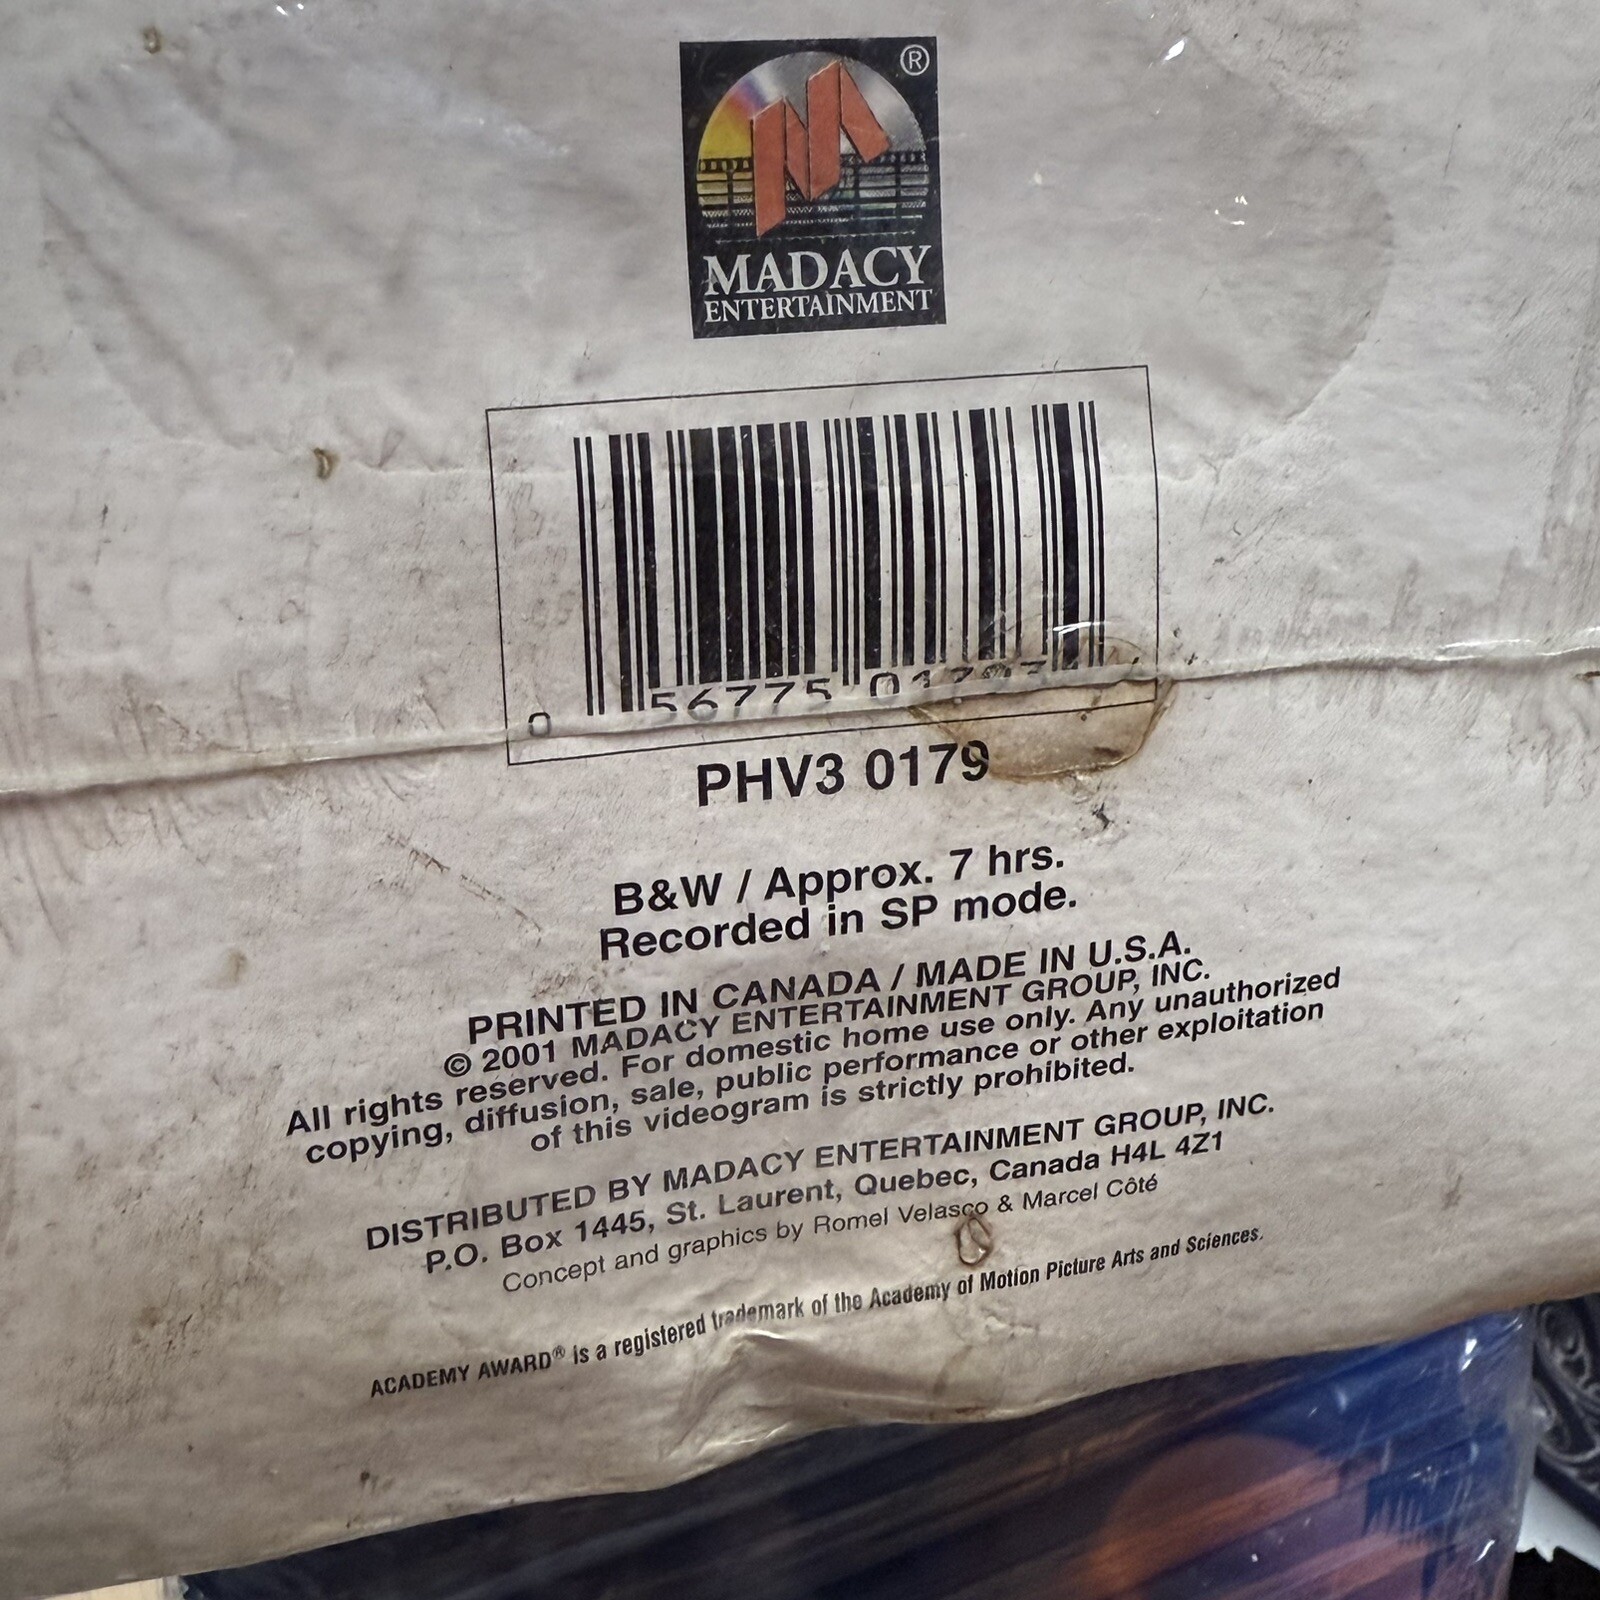 ®
MADACY
ENTERTAINMENT
0 56775 01793
PHV3 0179
B&W / Approx. 7 hrs.
Recorded in SP mode.
PRINTED IN CANADA / MADE IN U.S.A.
© 2001 MADACY ENTERTAINMENT GROUP, INC.
All rights reserved. For domestic home use only. Any unauthorized
copying, diffusion, sale, public performance or other exploitation
of this videogram is strictly prohibited.
DISTRIBUTED BY MADACY ENTERTAINMENT GROUP, INC.
P.O. Box 1445, St. Laurent, Quebec, Canada H4L 4Z1
Concept and graphics by Romel Velasco & Marcel Côté
ACADEMY AWARD® is a registered trademark of the Academy of Motion Picture Arts and Sciences.